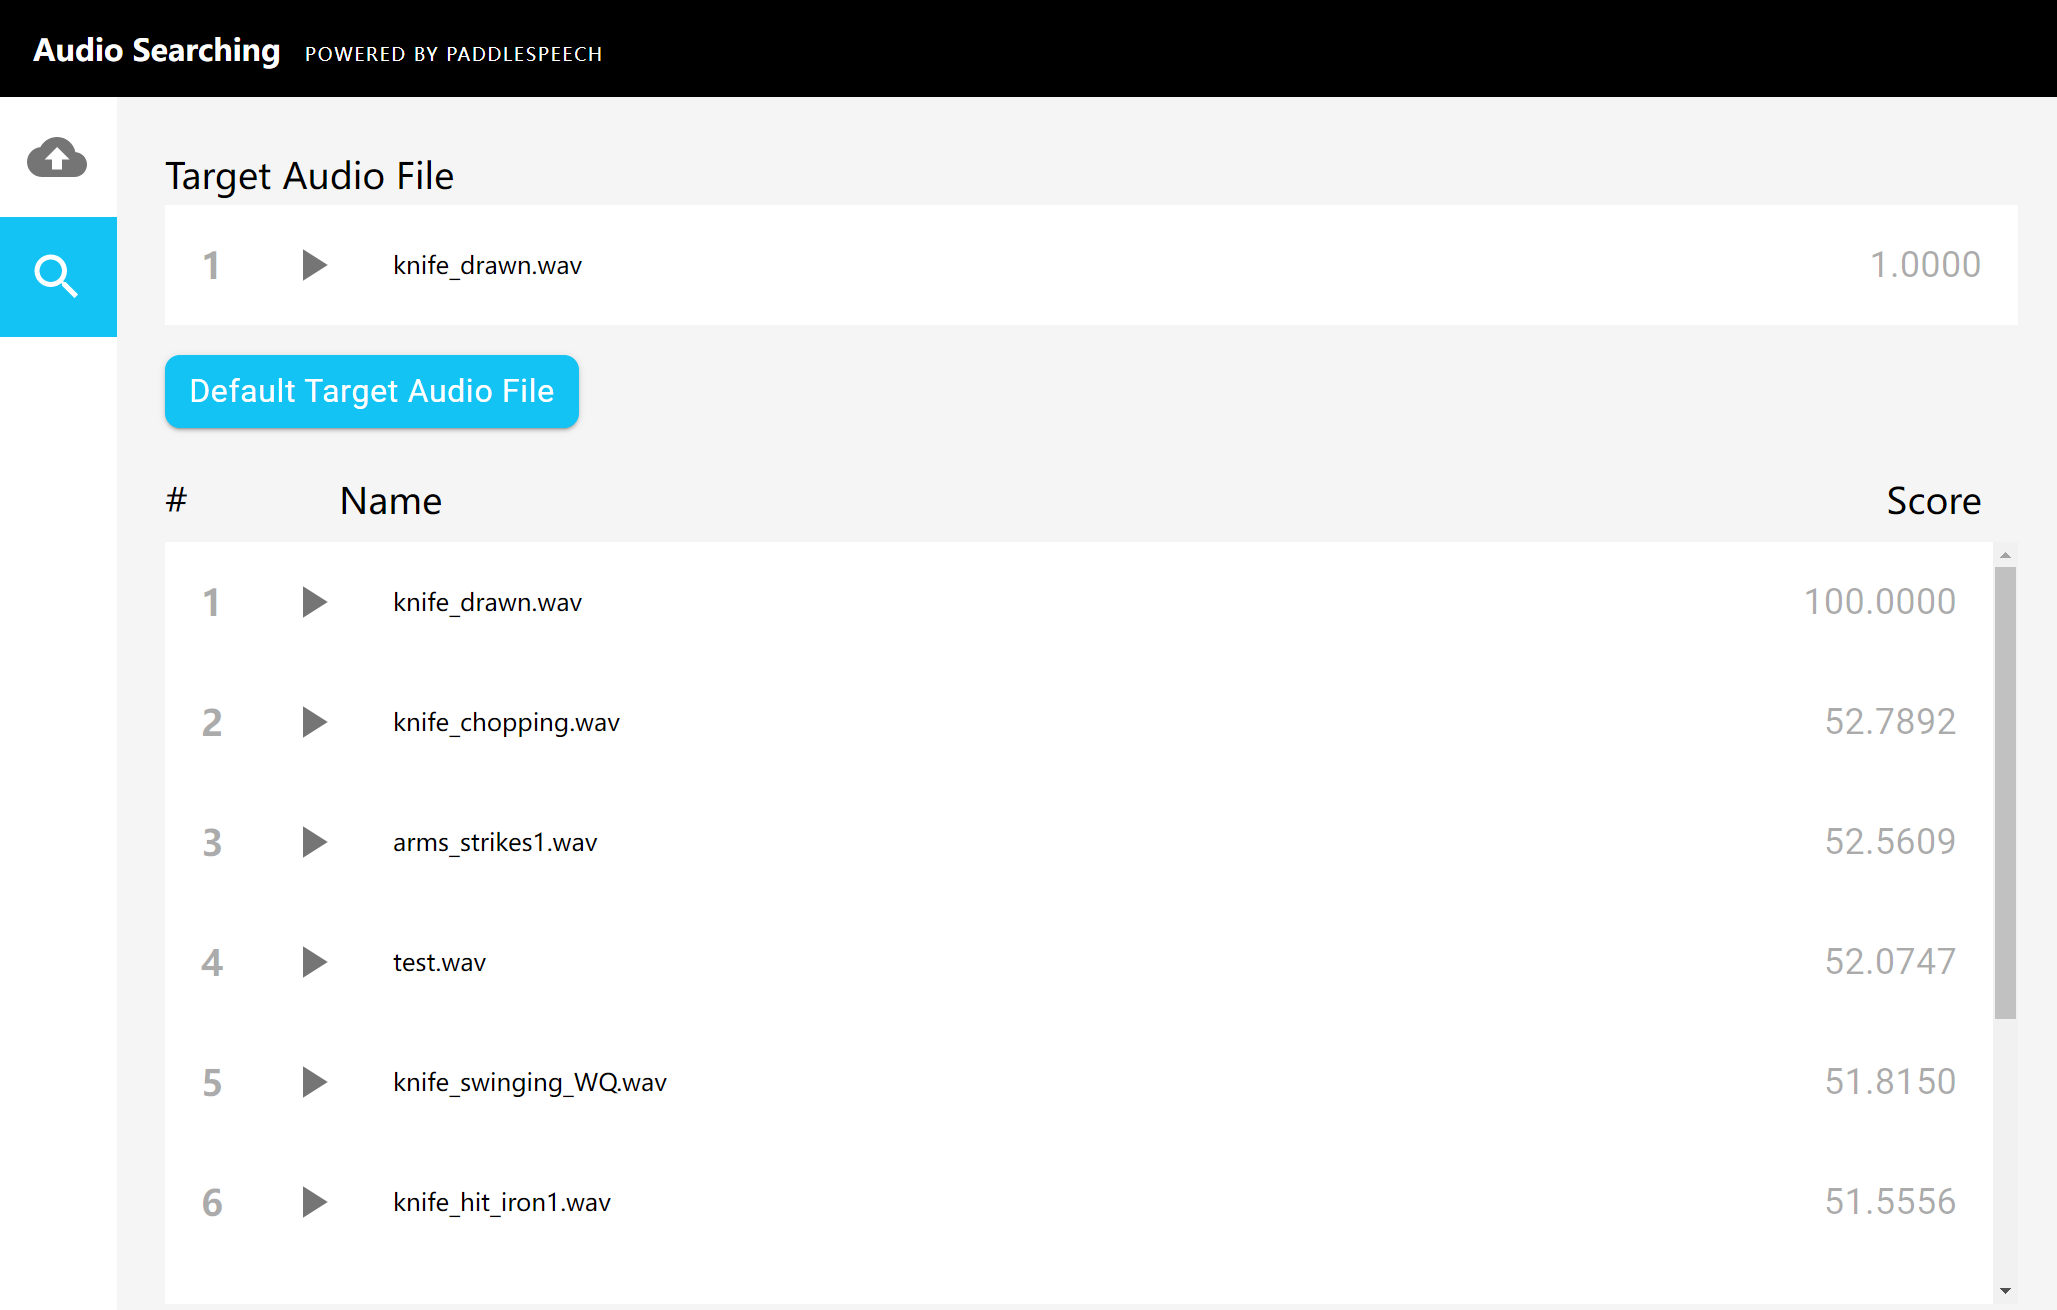 Audio Searching POWERED BY PADDLESPEECH
Target Audio File
1 knife_drawn.wav 1.0000
Default Target Audio File
# Name Score
1 knife_drawn.wav 100.0000
2 knife_chopping.wav 52.7892
3 arms_strikes1.wav 52.5609
4 test.wav 52.0747
5 knife_swinging_WQ.wav 51.8150
6 knife_hit_iron1.wav 51.5556